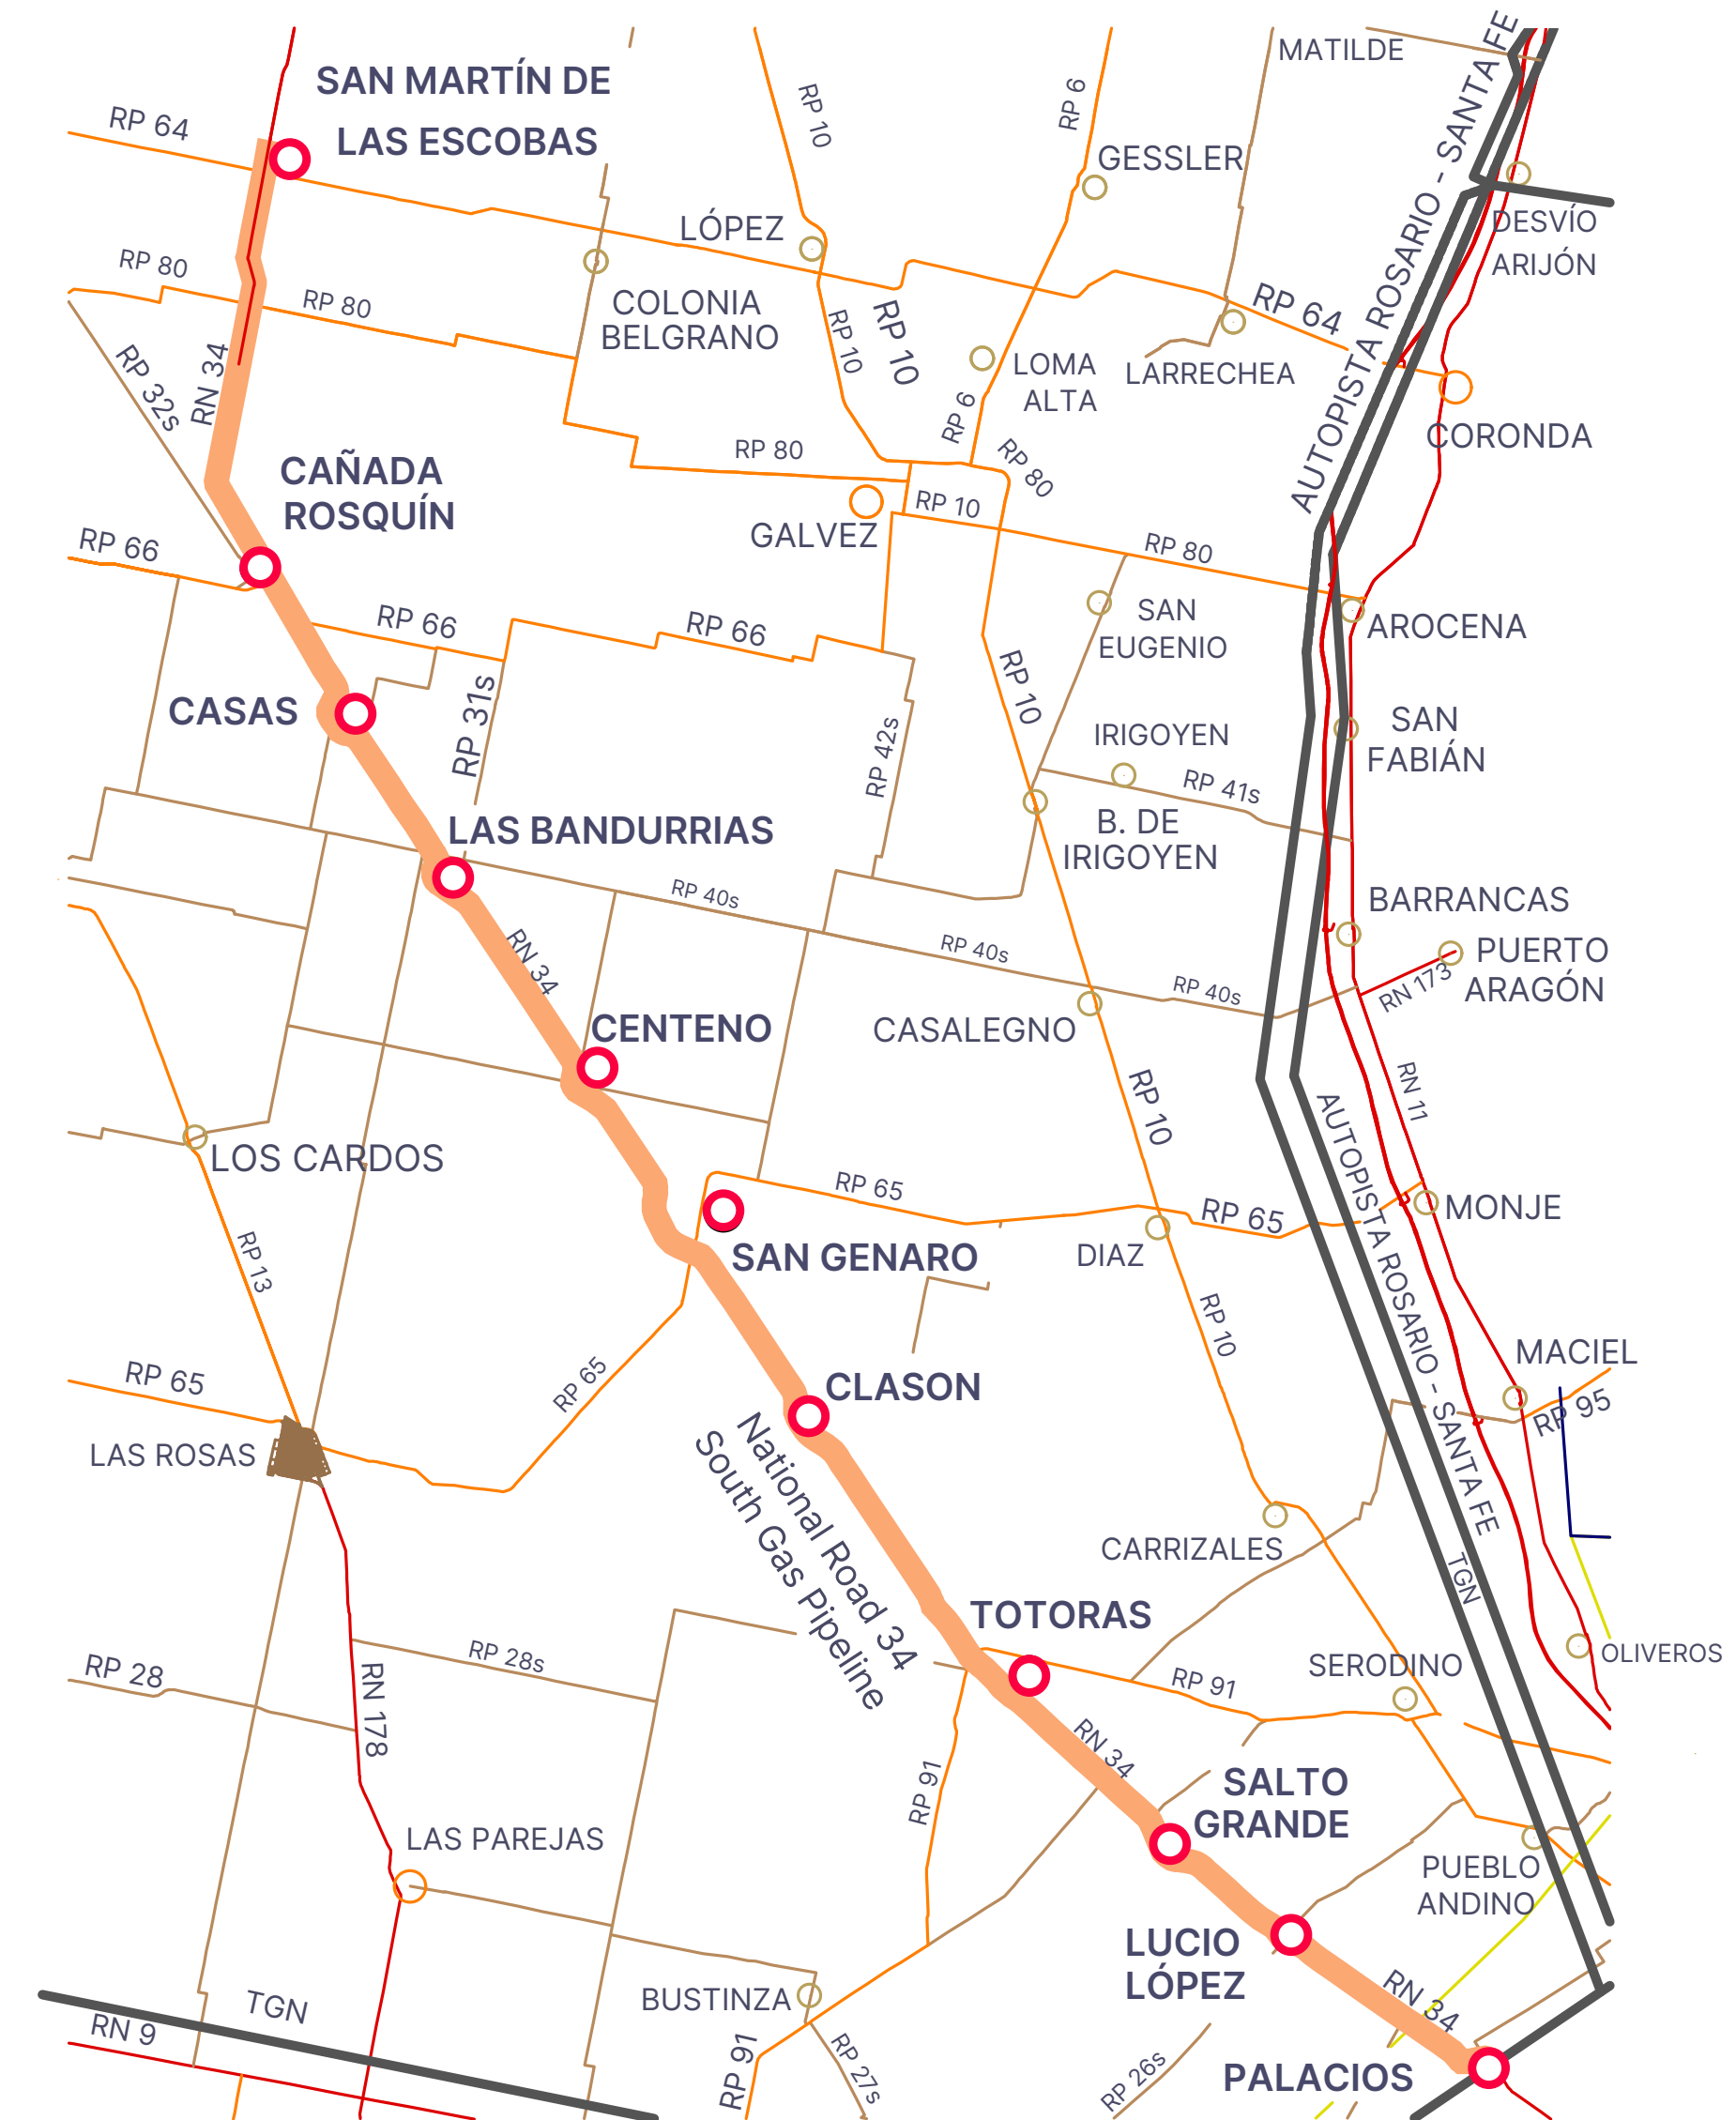 MATILDE
AUTOPISTA ROSARIO - SANTA FE
SAN MARTÍN DE
LAS ESCOBAS
RP 64
RP 10
RP 6
GESSLER
LÓPEZ
DESVÍO
ARIJÓN
RP 80
RP 80
COLONIA
BELGRANO
RP 10
RP 10
RP 64
LOMA
ALTA
LARRECHEA
RP 32s
RN 34
RP 6
CORONDA
CAÑADA
ROSQUÍN
RP 80
RP 80
RP 10
GALVEZ
RP 66
RP 80
RP 66
RP 66
SAN
EUGENIO
AROCENA
CASAS
RP 31s
RP 10
RP 42s
IRIGOYEN
RP 41s
SAN
FABIÁN
LAS BANDURRIAS
B. DE
IRIGOYEN
RP 40s
RP 40s
RP 40s
BARRANCAS
PUERTO
ARAGÓN
RN 173
RN 34
CENTENO
CASALEGNO
RP 10
RN 11
LOS CARDOS
RP 65
RP 65
MONJE
RP 13
SAN GENARO
DIAZ
AUTOPISTA ROSARIO - SANTA FE
RP 10
MACIEL
RP 65
RP 65
CLASON
RP 95
LAS ROSAS
National Road 34
South Gas Pipeline
CARRIZALES
TGN
TOTORAS
RP 28
RP 28s
RN 178
SERODINO
OLIVEROS
RP 91
RN 34
RP 91
SALTO
GRANDE
LAS PAREJAS
PUEBLO
ANDINO
LUCIO
LÓPEZ
BUSTINZA
TGN
RN 9
RN 34
RP 91
RP 27s
RP 26s
PALACIOS